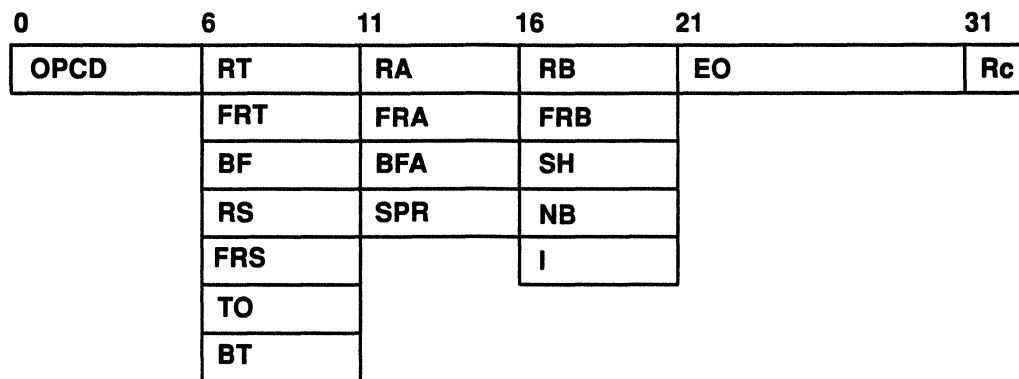 0 6 11 16 21 31
OPCD RT RA RB EO Rc
FRT FRA FRB
BF BFA SH
RS SPR NB
FRS I
TO
BT